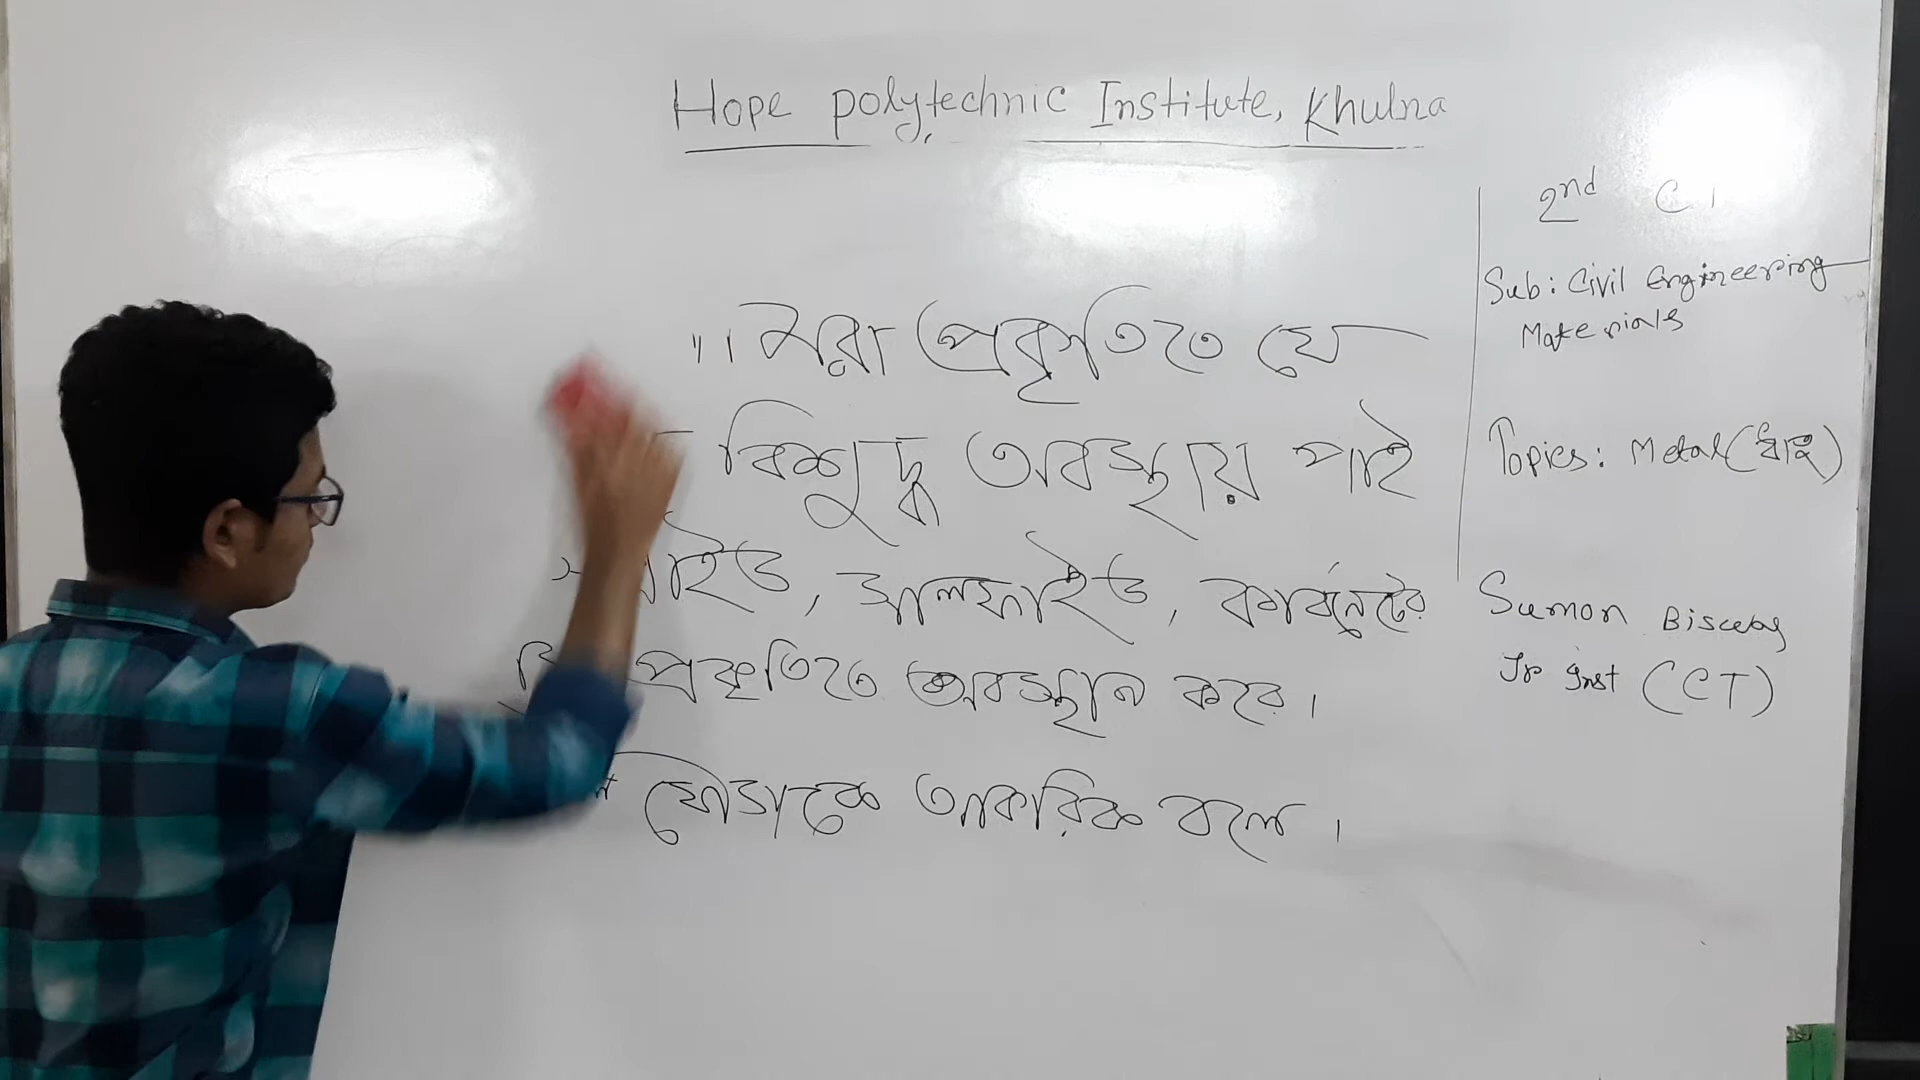 Hope polytechnic Institute, Khulna
2nd
Sub: Civil Engineering
Materials
প্রকৃতিতে যে
বিশুদ্ধ অবস্থায় পাই
Topics: Metal (ধাতু)
সালফাইড, কার্বনেটের
Sumon Biswas
প্রকৃতিতে অবস্থান করে।
Jr Inst (CT)
যৌগকে আকরিক বলে।